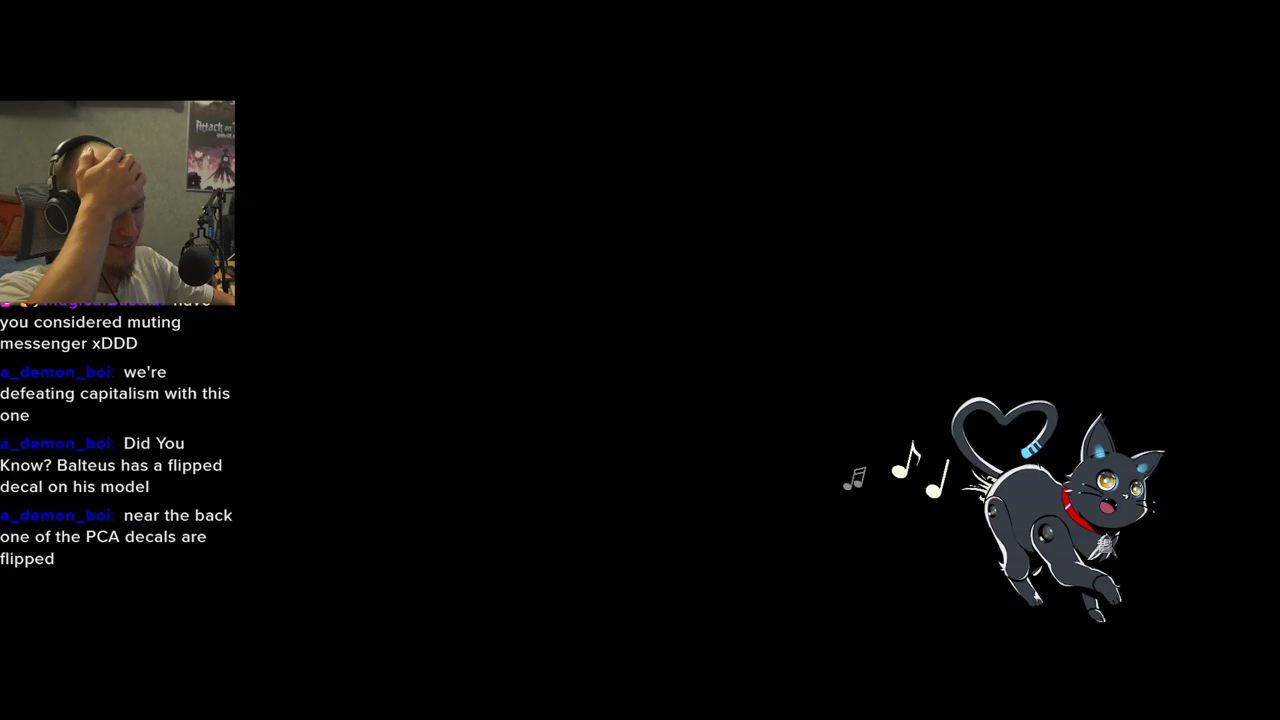 Attack on
have
you considered muting
messenger xDDD
a_demon_boi: we're
defeating capitalism with this
one
a_demon_boi: Did You
Know? Balteus has a flipped
decal on his model
a_demon_boi: near the back
one of the PCA decals are
flipped